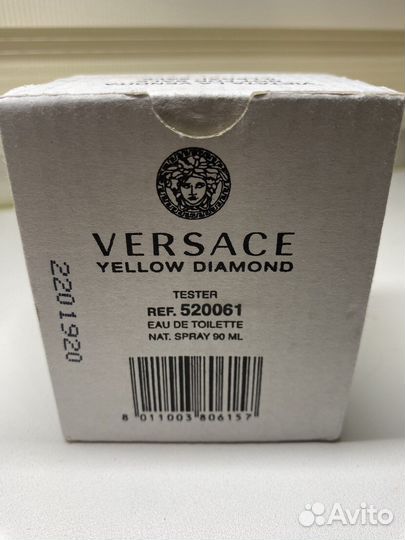 VERSACE
YELLOW DIAMOND
TESTER
REF. 520061
EAU DE TOILETTE
NAT. SPRAY 90 ML
2201920
8 011003 806157
Avito